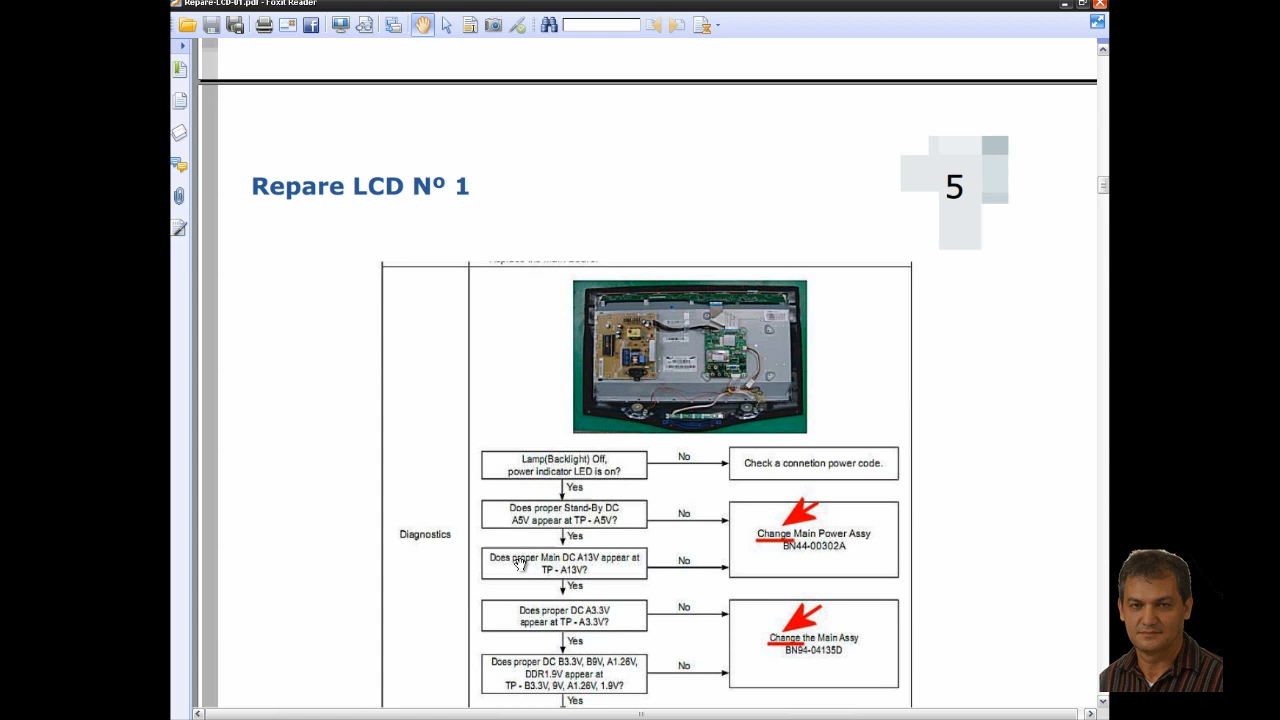 Repare-LCD-01.pdf - Foxit Reader
Repare LCD Nº 1
5
Replace the Main Board.
Lamp(Backlight) Off,
power indicator LED is on?
No
Check a connetion power code.
Yes
Does proper Stand-By DC
A5V appear at TP - A5V?
No
Change Main Power Assy
BN44-00302A
Yes
Diagnostics
Does proper Main DC A13V appear at
TP - A13V?
No
Yes
Does proper DC A3.3V
appear at TP - A3.3V?
No
Change the Main Assy
BN94-04135D
Yes
Does proper DC B3.3V, B9V, A1.26V,
DDR1.9V appear at
TP - B3.3V, 9V, A1.26V, 1.9V?
No
Yes